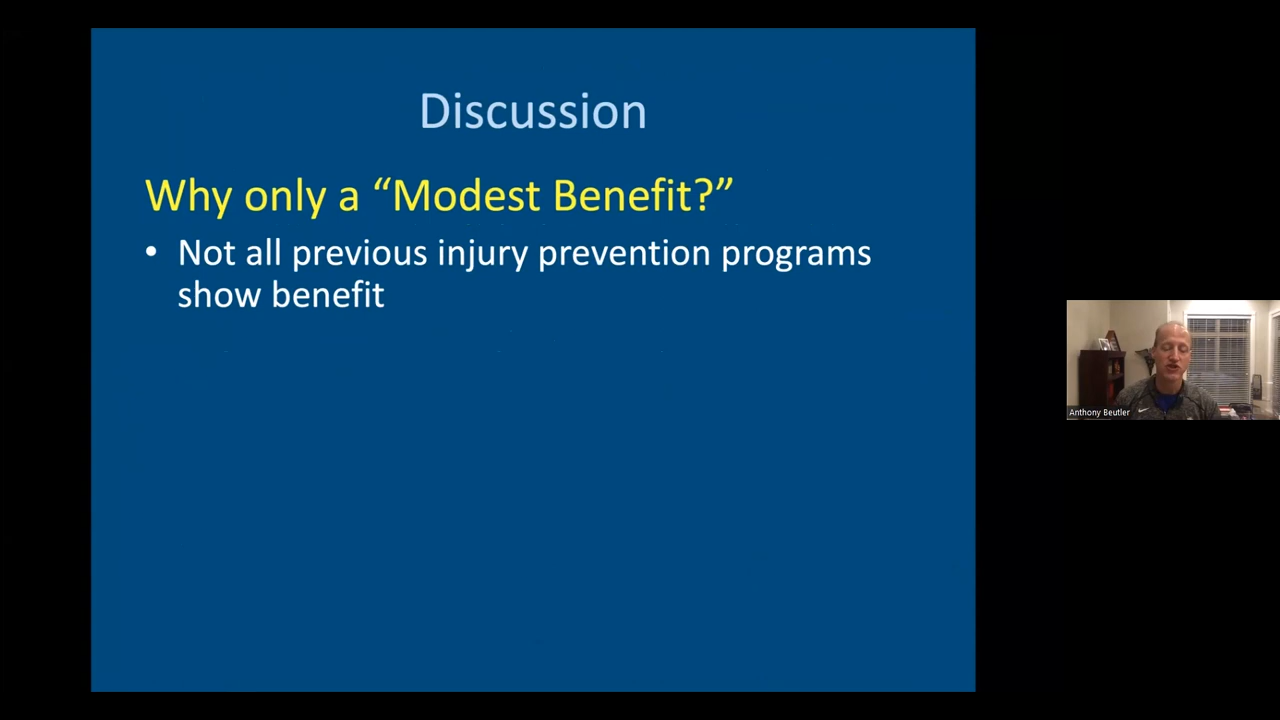 Discussion
Why only a “Modest Benefit?”
• Not all previous injury prevention programs
show benefit
Anthony Beutler